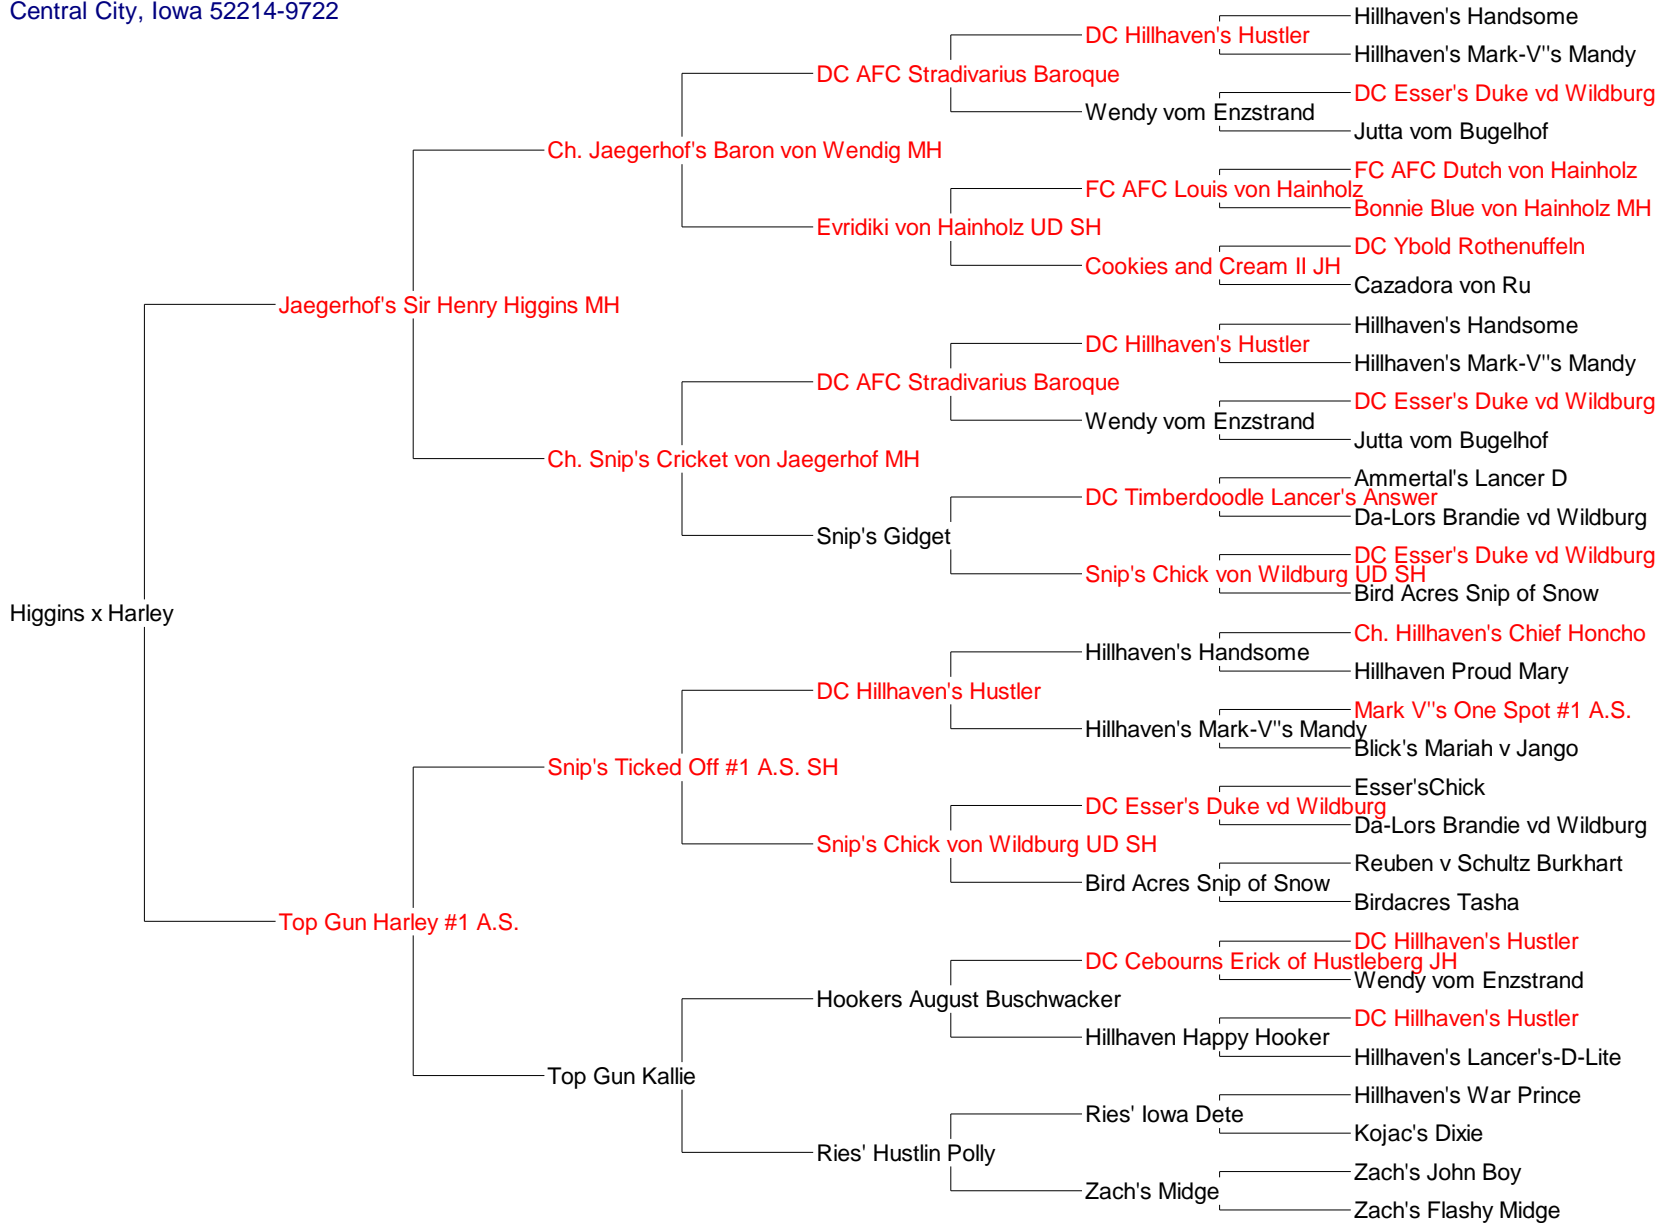 Central City, Iowa 52214-9722
Hillhaven's Handsome
DC Hillhaven's Hustler
Hillhaven's Mark-V"s Mandy
DC AFC Stradivarius Baroque
DC Esser's Duke vd Wildburg
Wendy vom Enzstrand
Jutta vom Bugelhof
Ch. Jaegerhof's Baron von Wendig MH
FC AFC Dutch von Hainholz
FC AFC Louis von Hainholz
Bonnie Blue von Hainholz MH
Evridiki von Hainholz UD SH
DC Ybold Rothenuffeln
Cookies and Cream II JH
Cazadora von Ru
Jaegerhof's Sir Henry Higgins MH
Hillhaven's Handsome
DC Hillhaven's Hustler
Hillhaven's Mark-V"s Mandy
DC AFC Stradivarius Baroque
DC Esser's Duke vd Wildburg
Wendy vom Enzstrand
Jutta vom Bugelhof
Ch. Snip's Cricket von Jaegerhof MH
Ammertal's Lancer D
DC Timberdoodle Lancer's Answer
Da-Lors Brandie vd Wildburg
Snip's Gidget
DC Esser's Duke vd Wildburg
Snip's Chick von Wildburg UD SH
Bird Acres Snip of Snow
Higgins x Harley
Ch. Hillhaven's Chief Honcho
Hillhaven's Handsome
Hillhaven Proud Mary
DC Hillhaven's Hustler
Mark V"s One Spot #1 A.S.
Hillhaven's Mark-V"s Mandy
Blick's Mariah v Jango
Snip's Ticked Off #1 A.S. SH
Esser'sChick
DC Esser's Duke vd Wildburg
Da-Lors Brandie vd Wildburg
Snip's Chick von Wildburg UD SH
Reuben v Schultz Burkhart
Bird Acres Snip of Snow
Birdacres Tasha
Top Gun Harley #1 A.S.
DC Hillhaven's Hustler
DC Cebourns Erick of Hustleberg JH
Wendy vom Enzstrand
Hookers August Buschwacker
DC Hillhaven's Hustler
Hillhaven Happy Hooker
Hillhaven's Lancer's-D-Lite
Top Gun Kallie
Hillhaven's War Prince
Ries' Iowa Dete
Kojac's Dixie
Ries' Hustlin Polly
Zach's John Boy
Zach's Midge
Zach's Flashy Midge